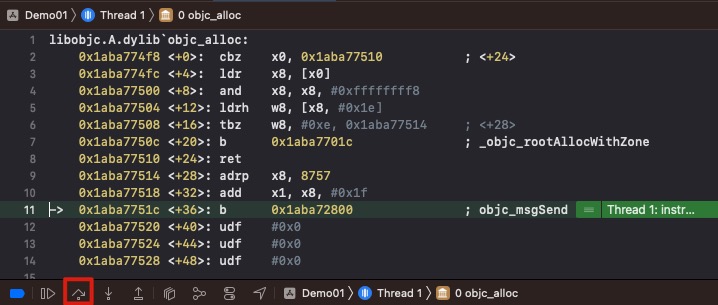 Demo01 〉 Thread 1 〉 0 objc_alloc
1 libobjc.A.dylib`objc_alloc:
2 0x1aba774f8 <+0>: cbz x0, 0x1aba77510 ; <+24>
3 0x1aba774fc <+4>: ldr x8, [x0]
4 0x1aba77500 <+8>: and x8, x8, #0xffffffff8
5 0x1aba77504 <+12>: ldrh w8, [x8, #0x1e]
6 0x1aba77508 <+16>: tbz w8, #0xe, 0x1aba77514 ; <+28>
7 0x1aba7750c <+20>: b 0x1aba7701c ; _objc_rootAllocWithZone
8 0x1aba77510 <+24>: ret
9 0x1aba77514 <+28>: adrp x8, 8757
10 0x1aba77518 <+32>: add x1, x8, #0x1f
11 -> 0x1aba7751c <+36>: b 0x1aba72800 ; objc_msgSend = Thread 1: instr...
12 0x1aba77520 <+40>: udf #0x0
13 0x1aba77524 <+44>: udf #0x0
14 0x1aba77528 <+48>: udf #0x0
15
Demo01 〉 Thread 1 〉 0 objc_alloc